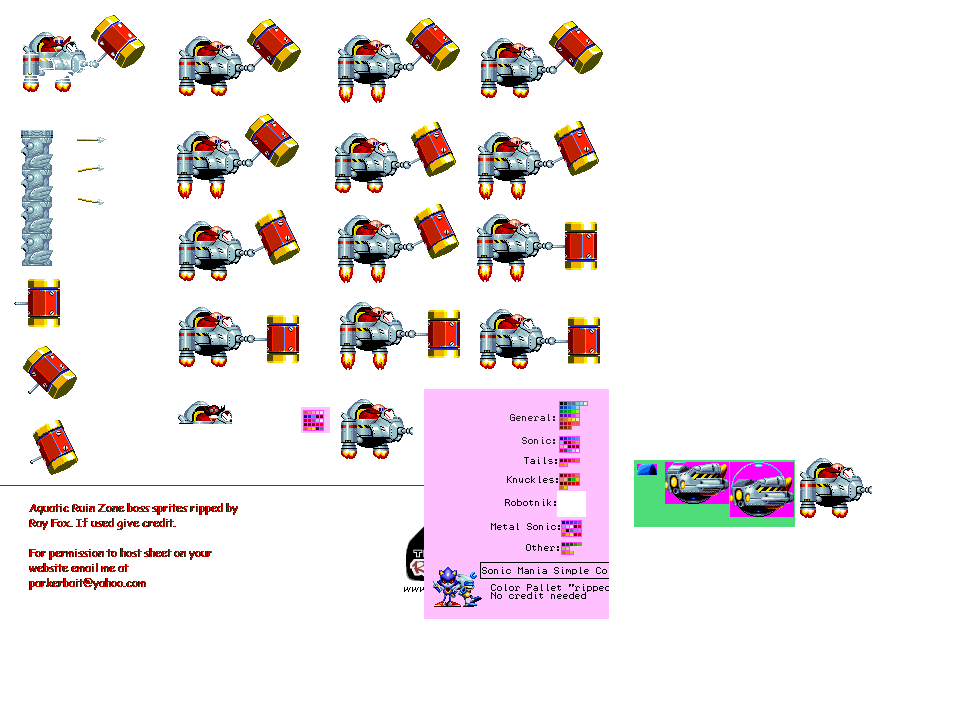 General:
Sonic:
Tails:
Knuckles:
Robotnik:
Metal Sonic:
Other:
Sonic Mania Simple Co
Color Pallet "ripped
No credit needed
Aquatic Ruin Zone boss sprites ripped by
Ray Fox. If used give credit.
For permission to host sheet on your
website email me at
parkerbait@yahoo.com
www